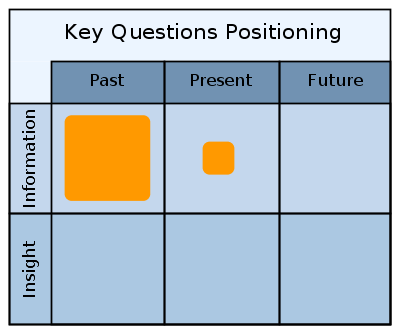 Key Questions Positioning
Past Present Future
Information
Insight